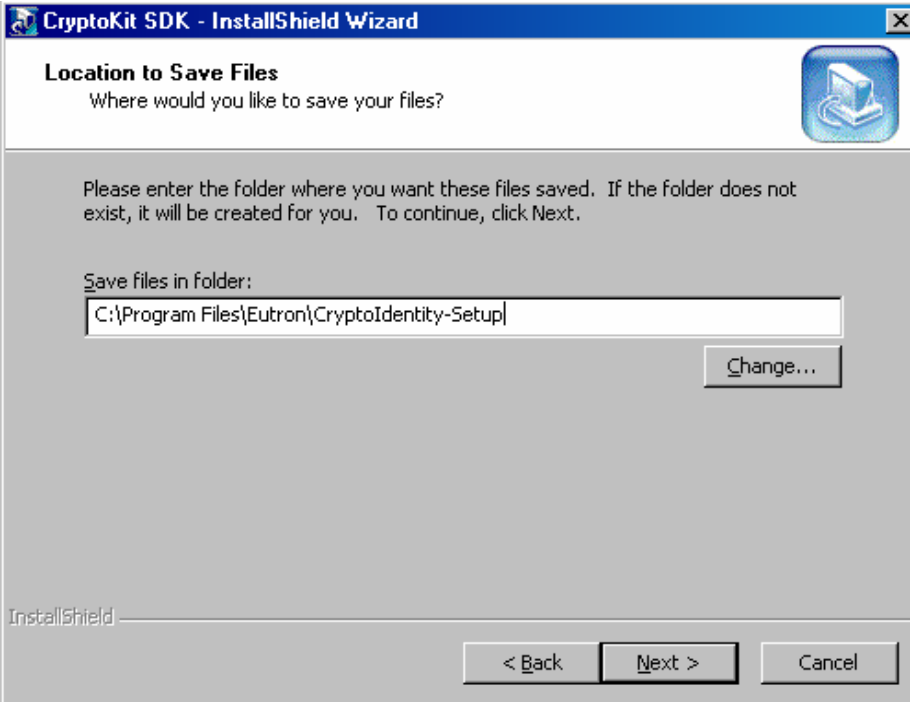 CryptoKit SDK - InstallShield Wizard
Location to Save Files
Where would you like to save your files?
Please enter the folder where you want these files saved.  If the folder does not
exist, it will be created for you.   To continue, click Next.
Save files in folder:
C:\Program Files\Eutron\CryptoIdentity-Setup
Change...
InstallShield
< Back
Next >
Cancel